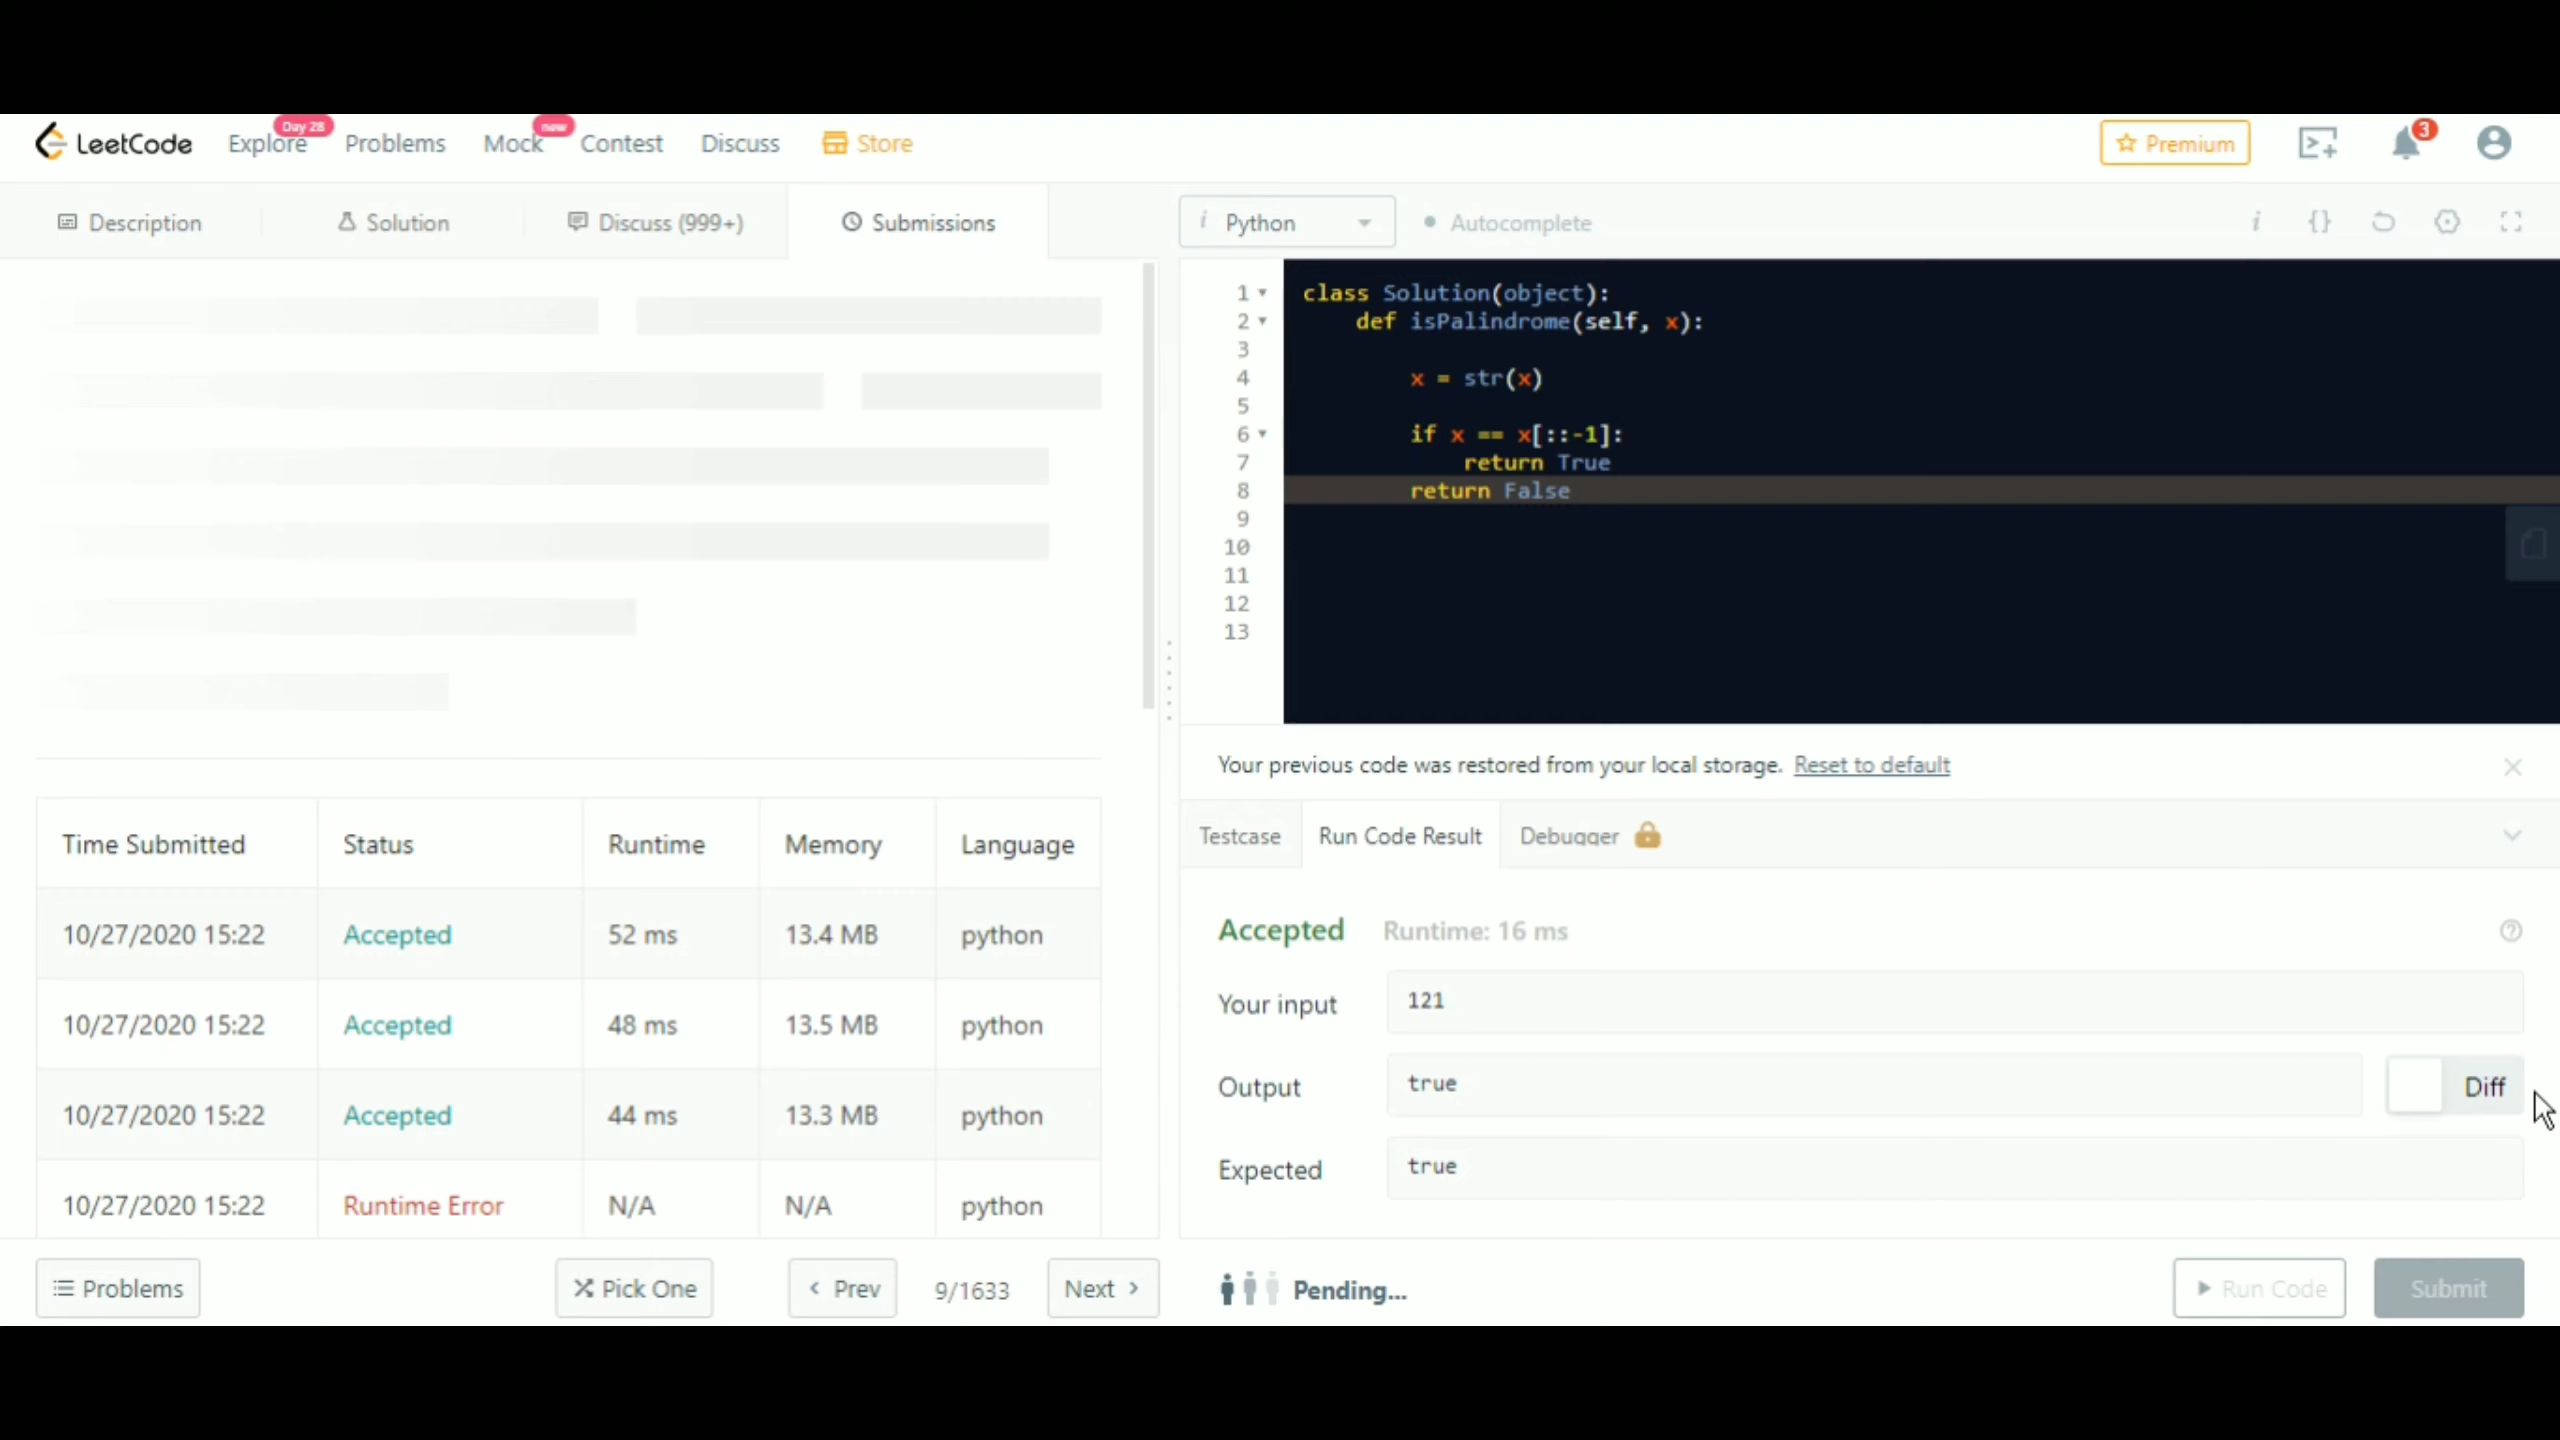 LeetCode Explore Day 28 Problems Mock new Contest Discuss Store Premium 3
Description Solution Discuss (999+) Submissions
i Python Autocomplete i {}
1 class Solution(object):
2 def isPalindrome(self, x):
3
4 x = str(x)
5
6 if x == x[::-1]:
7 return True
8 return False
9
10
11
12
13
Your previous code was restored from your local storage. Reset to default
Testcase Run Code Result Debugger
Accepted Runtime: 16 ms
Your input 121
Output true Diff
Expected true
Time Submitted Status Runtime Memory Language
10/27/2020 15:22 Accepted 52 ms 13.4 MB python
10/27/2020 15:22 Accepted 48 ms 13.5 MB python
10/27/2020 15:22 Accepted 44 ms 13.3 MB python
10/27/2020 15:22 Runtime Error N/A N/A python
Problems Pick One Prev 9/1633 Next Pending... Run Code Submit